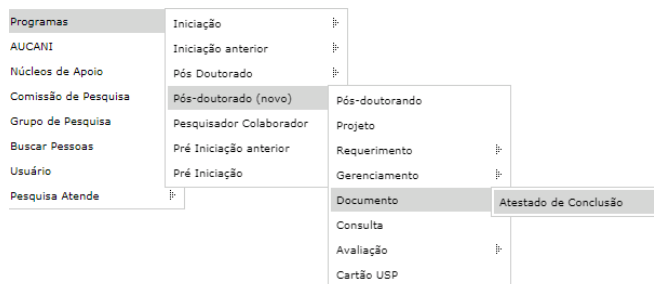 Programas
AUCANI
Núcleos de Apoio
Comissão de Pesquisa
Grupo de Pesquisa
Buscar Pessoas
Usuário
Pesquisa Atende
Iniciação
Iniciação anterior
Pós Doutorado
Pós-doutorado (novo)
Pesquisador Colaborador
Pré Iniciação anterior
Pré Iniciação
Pós-doutorando
Projeto
Requerimento
Gerenciamento
Documento
Consulta
Avaliação
Cartão USP
Atestado de Conclusão